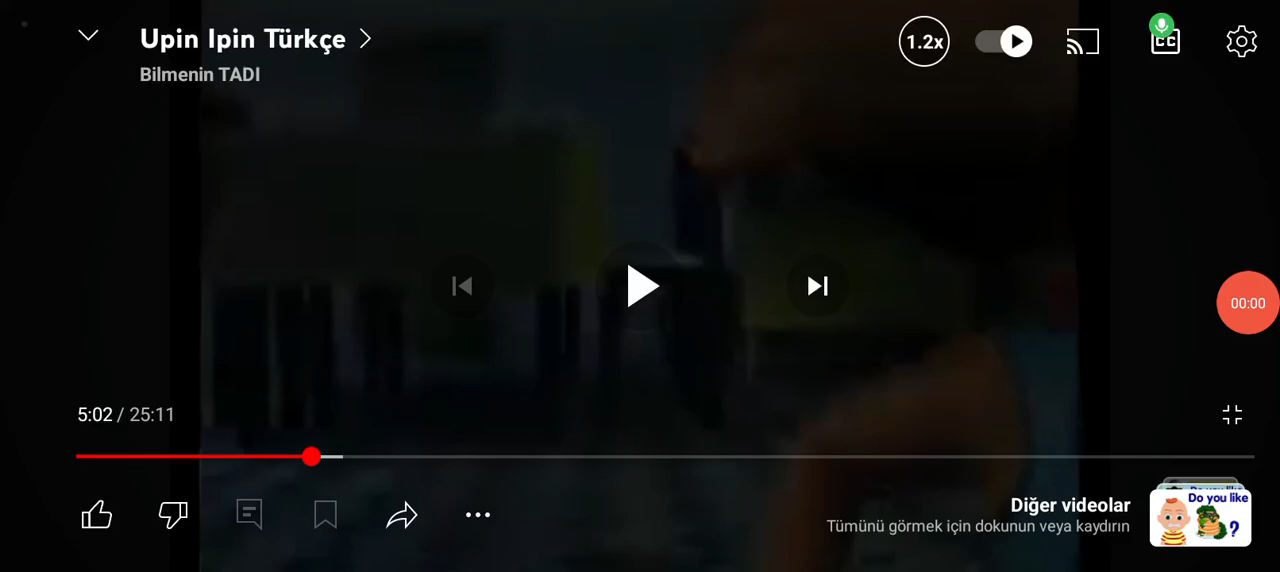 Upin Ipin Türkçe
Bilmenin TADI
1.2x
CC
00:00
5:02 / 25:11
Diğer videolar
Tümünü görmek için dokunun veya kaydırın
Do you like
?